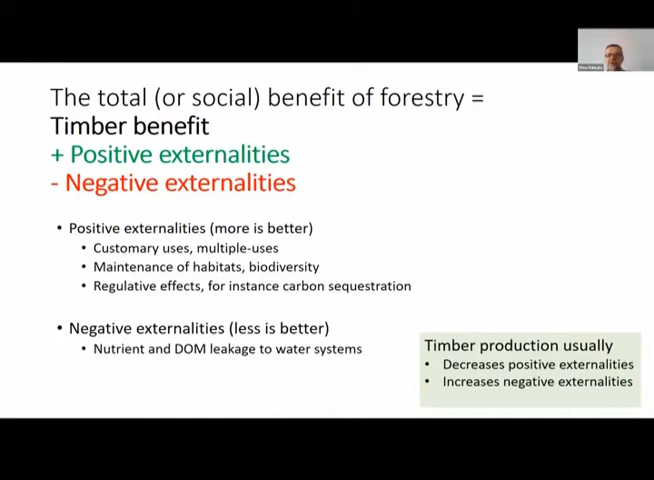 The total (or social) benefit of forestry =
Timber benefit
+ Positive externalities
- Negative externalities
• Positive externalities (more is better)
• Customary uses, multiple-uses
• Maintenance of habitats, biodiversity
• Regulative effects, for instance carbon sequestration
• Negative externalities (less is better)
• Nutrient and DOM leakage to water systems
Timber production usually
• Decreases positive externalities
• Increases negative externalities